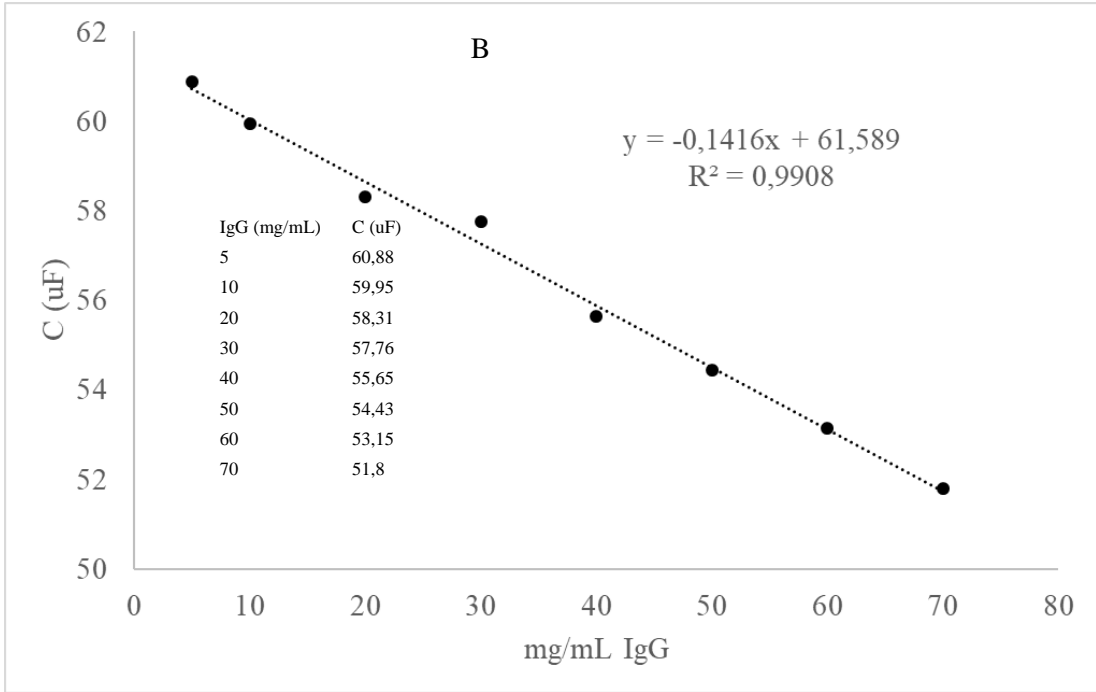 B
y = -0,1416x + 61,589
R² = 0,9908
IgG (mg/mL) C (uF)
5 60,88
10 59,95
20 58,31
30 57,76
40 55,65
50 54,43
60 53,15
70 51,8
C (uF)
62
60
58
56
54
52
50
0 10 20 30 40 50 60 70 80
mg/mL IgG